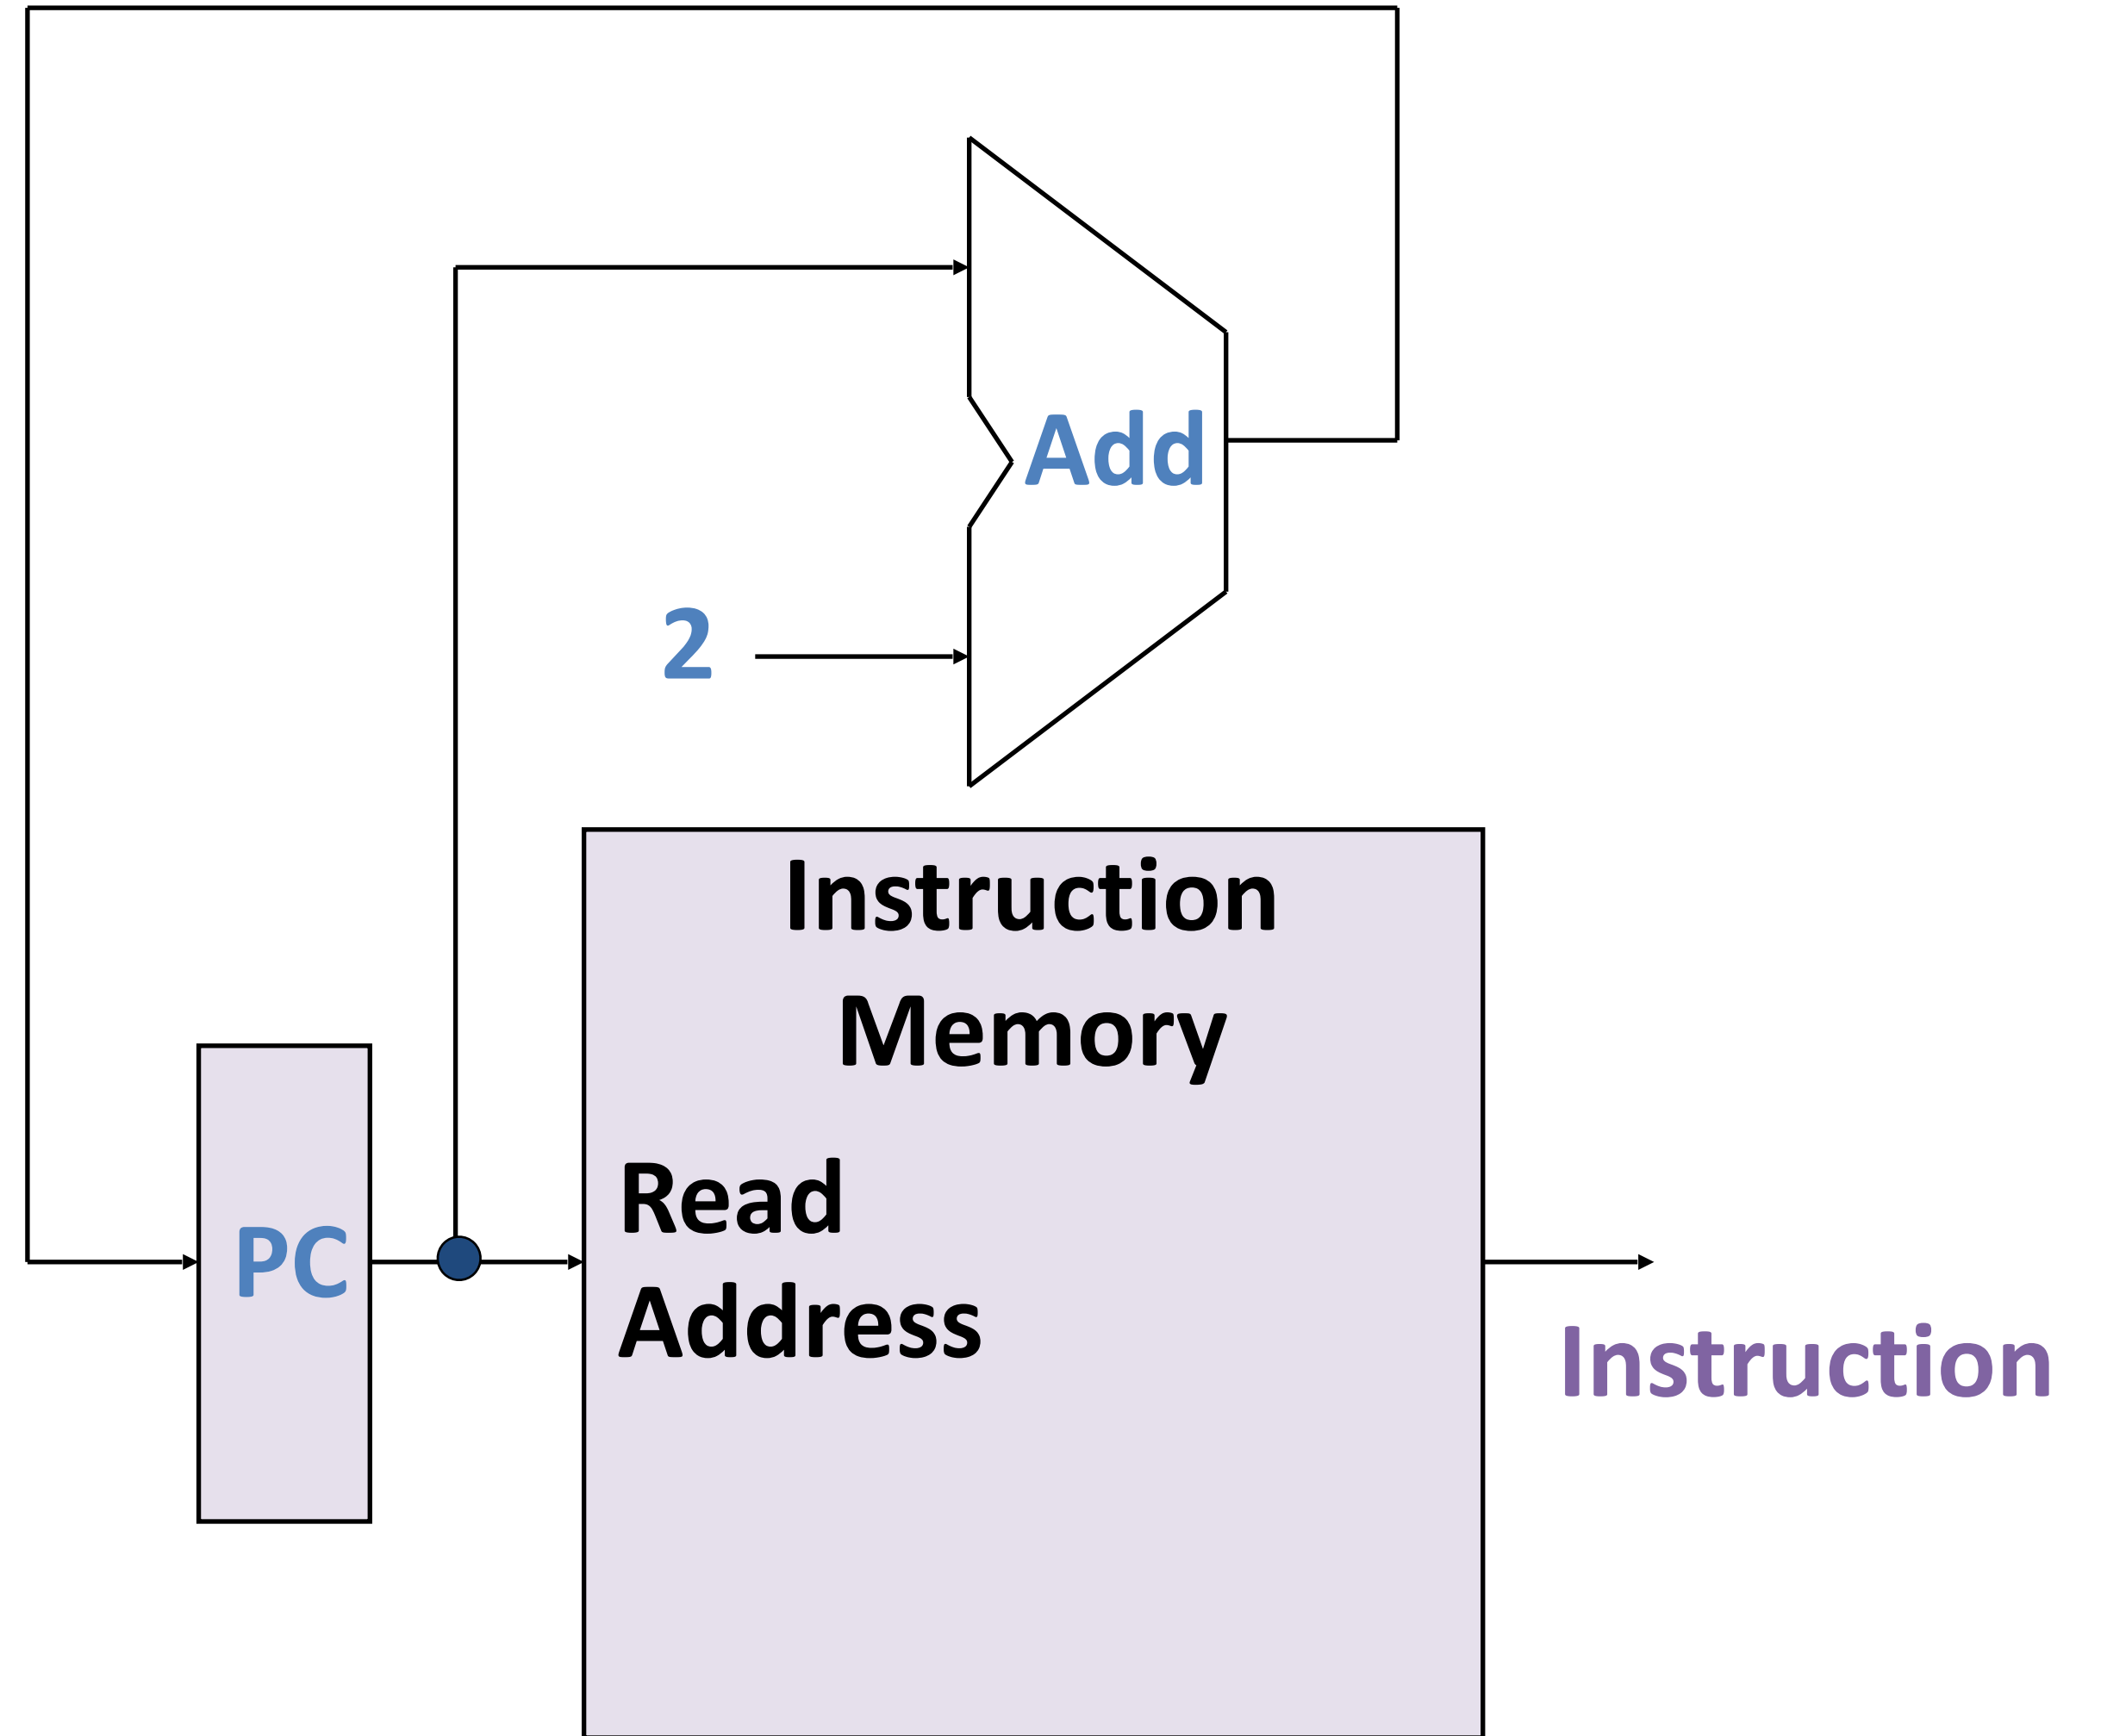 Add
2
Instruction
Memory
Read
Address
PC
Instruction